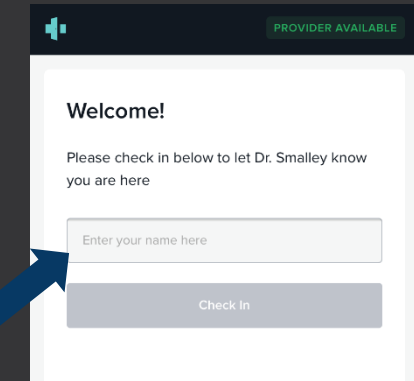 PROVIDER AVAILABLE
Welcome!
Please check in below to let Dr. Smalley know
you are here
Enter your name here
Check In